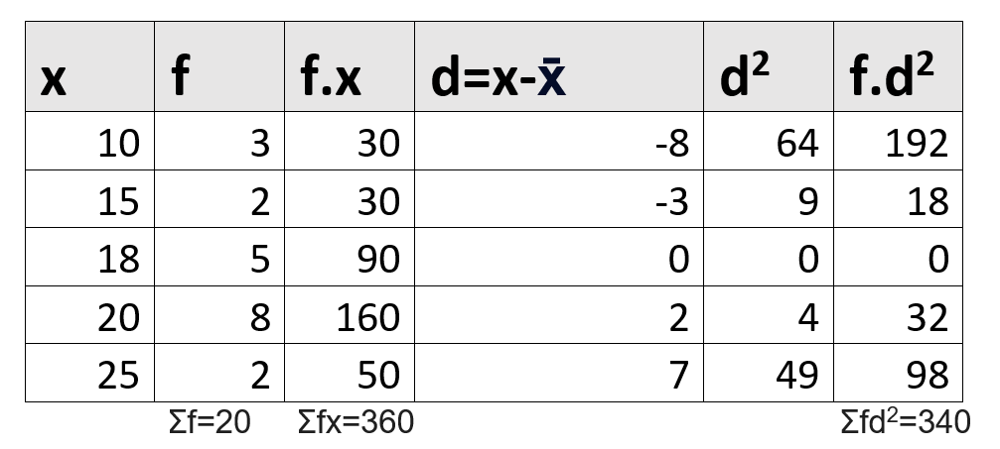 x f f.x d=x-x̄ d² f.d²
10 3 30 -8 64 192
15 2 30 -3 9 18
18 5 90 0 0 0
20 8 160 2 4 32
25 2 50 7 49 98
Σf=20 Σfx=360 Σfd²=340